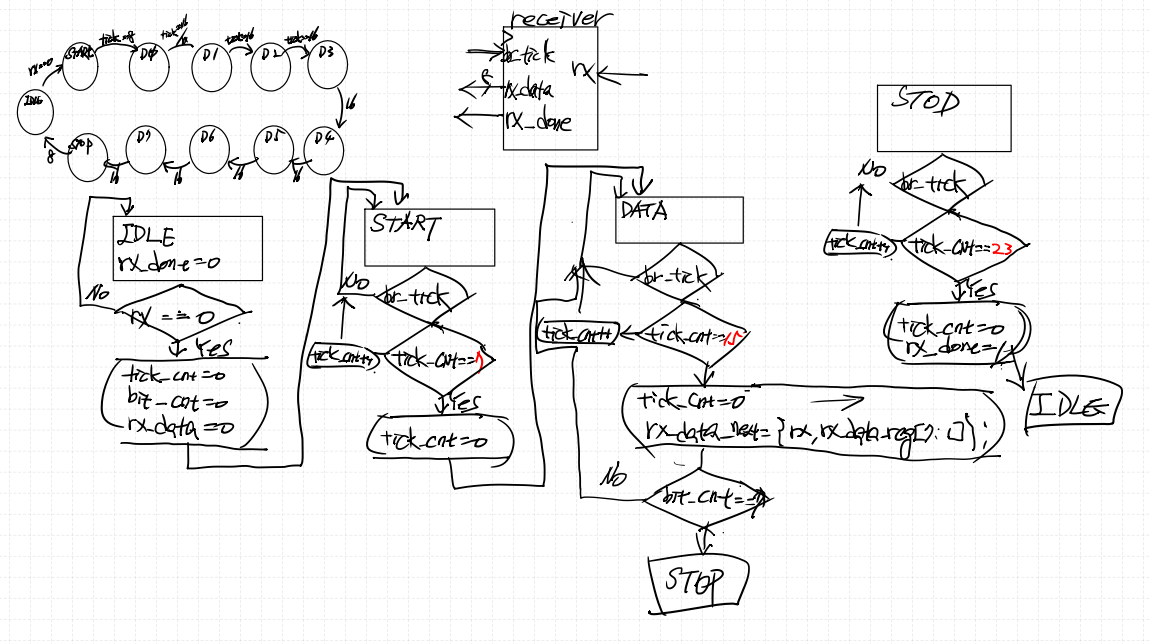 receiver
br_tick
rx
8
rx_data
rx_done
rx==0
START
tick=8
D0
tick=16
D1
tick=16
D2
tick=16
D3
16
IDLE
8
STOP
16
D7
16
D6
16
D5
16
D4
IDLE
rx_done=0
No
rx == 0
Yes
tick_cnt=0
bit_cnt=0
rx_data=0
START
No
br_tick
tick_cnt++
tick_cnt==7
Yes
tick_cnt=0
DATA
br_tick
tick_cnt++
tick_cnt==15
tick_cnt=0
rx_data_next={rx,rx_data_reg[7:1]};
No
bit_cnt==7
STOP
STOP
No
br_tick
tick_cnt++
tick_cnt==23
Yes
tick_cnt=0
rx_done=1
IDLE